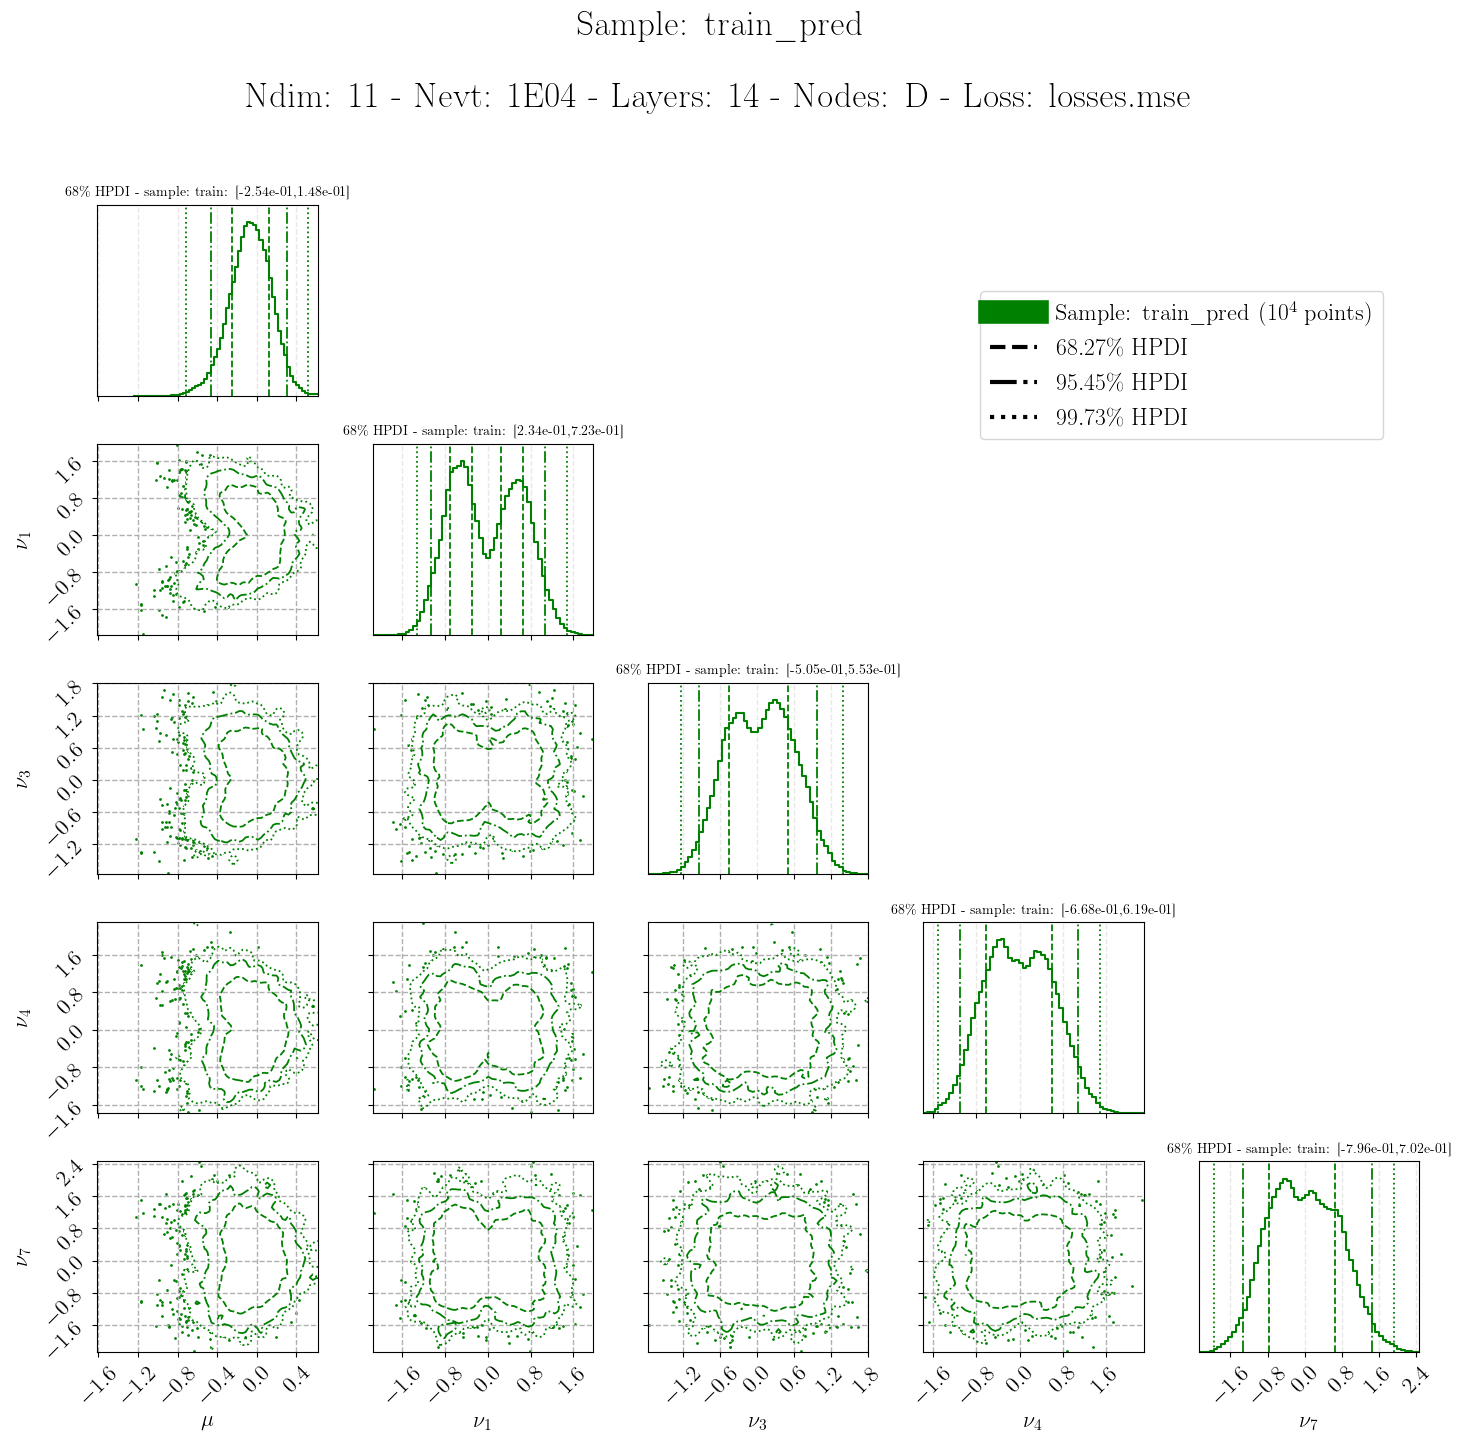 Sample: train_pred
Ndim: 11 - Nevt: 1E04 - Layers: 14 - Nodes: D - Loss: losses.mse
68% HPDI - sample: train: [-2.54e-01,1.48e-01]
Sample: train_pred (10⁴ points)
68.27% HPDI
95.45% HPDI
99.73% HPDI
68% HPDI - sample: train: [2.34e-01,7.23e-01]
1.6
0.8
0.0
−0.8
−1.6
ν₁
68% HPDI - sample: train: [-5.05e-01,5.53e-01]
1.8
1.2
0.6
0.0
−0.6
−1.2
ν₃
68% HPDI - sample: train: [-6.68e-01,6.19e-01]
1.6
0.8
0.0
−0.8
−1.6
ν₄
68% HPDI - sample: train: [-7.96e-01,7.02e-01]
2.4
1.6
0.8
0.0
−0.8
−1.6
ν₇
−1.6 −1.2 −0.8 −0.4 0.0 0.4
−1.6 −0.8 0.0 0.8 1.6
−1.2 −0.6 0.0 0.6 1.2 1.8
−1.6 −0.8 0.0 0.8 1.6
−1.6 −0.8 0.0 0.8 1.6 2.4
μ ν₁ ν₃ ν₄ ν₇